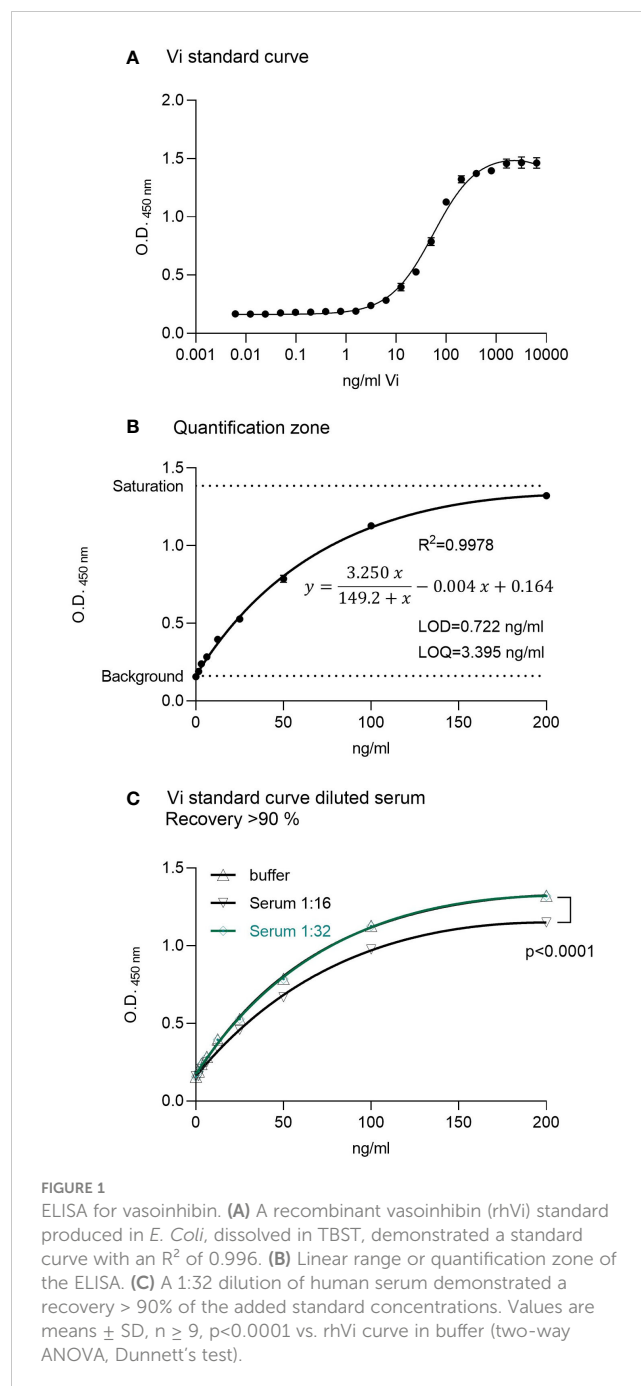 A Vi standard curve
2.0
1.5
1.0
0.5
0.0
O.D. 450 nm
0.001 0.01 0.1 1 10 100 1000 10000
ng/ml Vi
B Quantification zone
1.5
Saturation
1.0
0.5
Background
0.0
O.D. 450 nm
R²=0.9978
y = 3.250 x / 149.2 + x − 0.004 x + 0.164
LOD=0.722 ng/ml
LOQ=3.395 ng/ml
0 50 100 150 200
ng/ml
C Vi standard curve diluted serum
Recovery >90 %
1.5
1.0
0.5
0.0
O.D. 450 nm
buffer
Serum 1:16
Serum 1:32
p<0.0001
0 50 100 150 200
ng/ml
FIGURE 1
ELISA for vasoinhibin. (A) A recombinant vasoinhibin (rhVi) standard
produced in E. Coli, dissolved in TBST, demonstrated a standard
curve with an R² of 0.996. (B) Linear range or quantification zone of
the ELISA. (C) A 1:32 dilution of human serum demonstrated a
recovery > 90% of the added standard concentrations. Values are
means ± SD, n ≥ 9, p<0.0001 vs. rhVi curve in buffer (two-way
ANOVA, Dunnett's test).